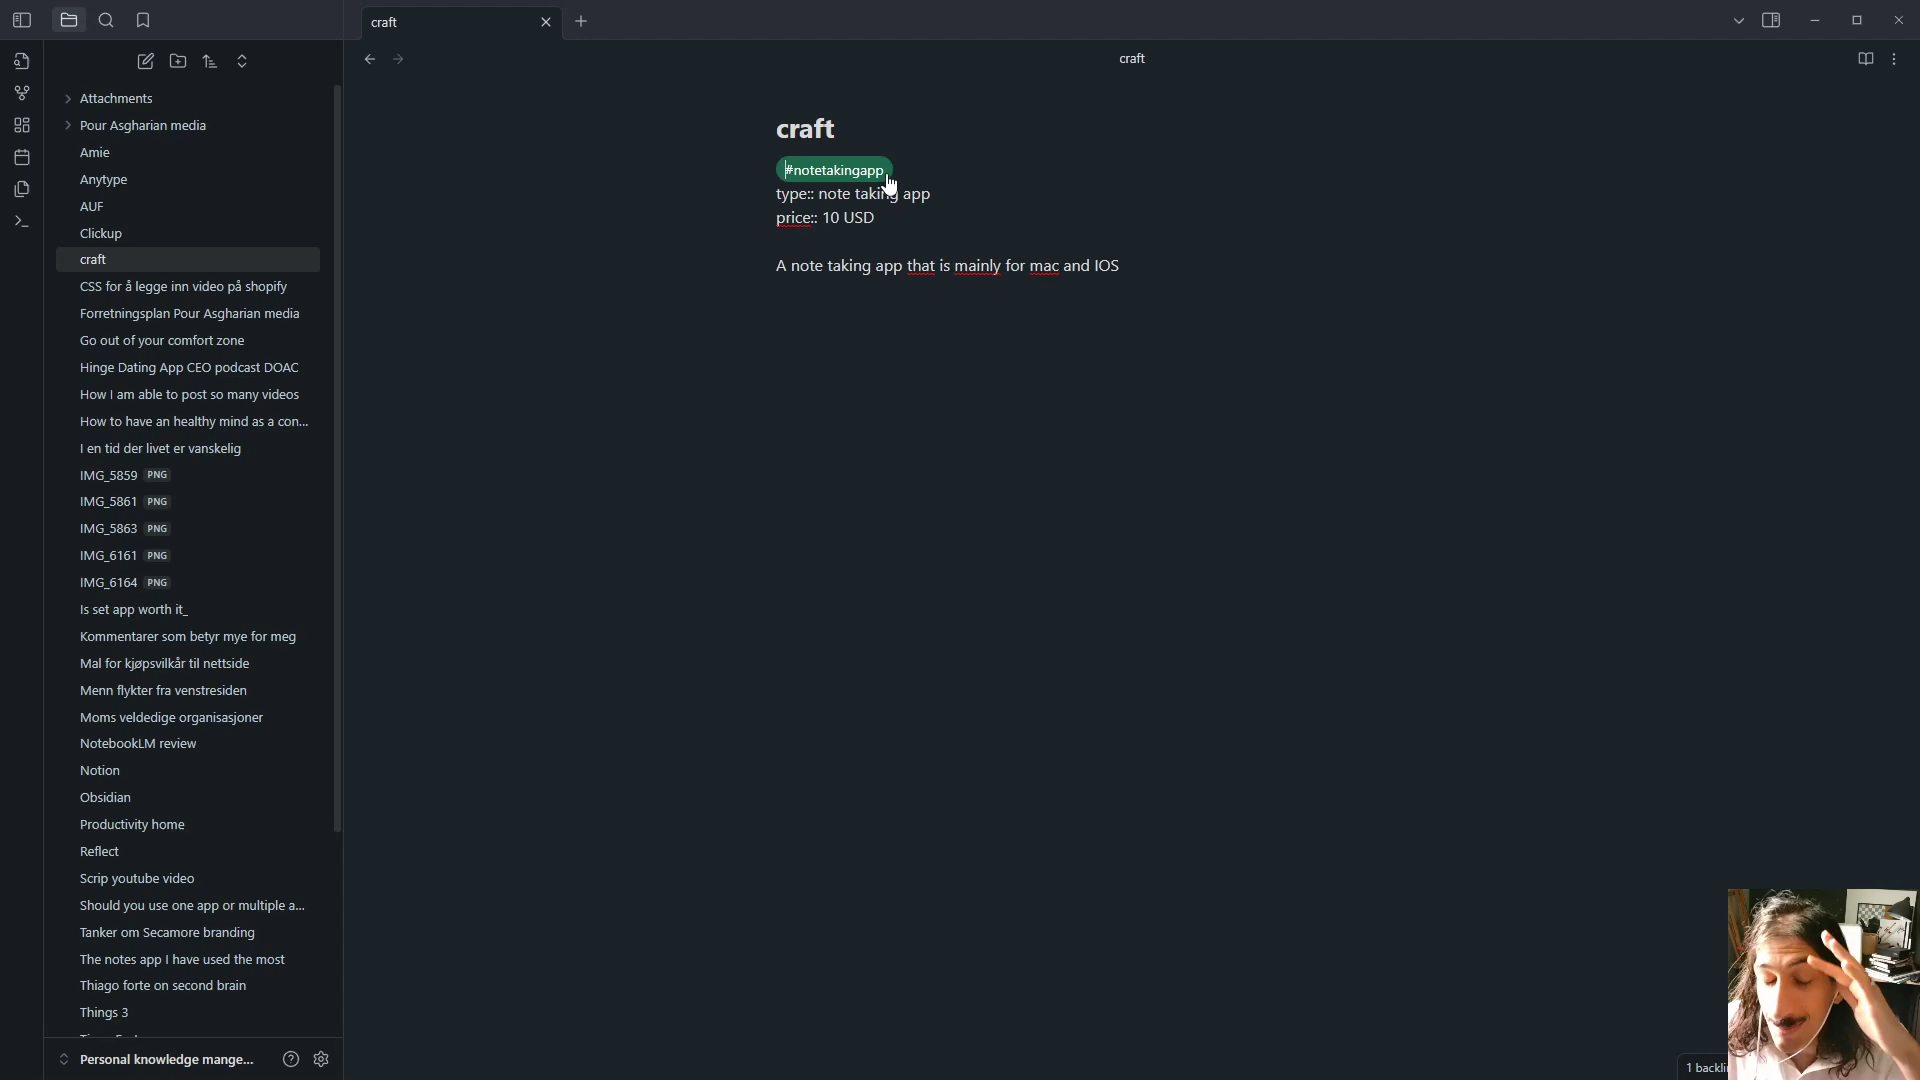 craft
craft
Attachments
Pour Asgharian media
Amie
Anytype
AUF
Clickup
craft
CSS for å legge inn video på shopify
Forretningsplan Pour Asgharian media
Go out of your comfort zone
Hinge Dating App CEO podcast DOAC
How I am able to post so many videos
How to have an healthy mind as a con...
I en tid der livet er vanskelig
IMG_5859 PNG
IMG_5861 PNG
IMG_5863 PNG
IMG_6161 PNG
IMG_6164 PNG
Is set app worth it_
Kommentarer som betyr mye for meg
Mal for kjøpsvilkår til nettside
Menn flykter fra venstresiden
Moms veldedige organisasjoner
NotebookLM review
Notion
Obsidian
Productivity home
Reflect
Scrip youtube video
Should you use one app or multiple a...
Tanker om Secamore branding
The notes app I have used the most
Thiago forte on second brain
Things 3
Personal knowledge mange...
craft
#notetakingapp
type:: note taking app
price:: 10 USD
A note taking app that is mainly for mac and IOS
1